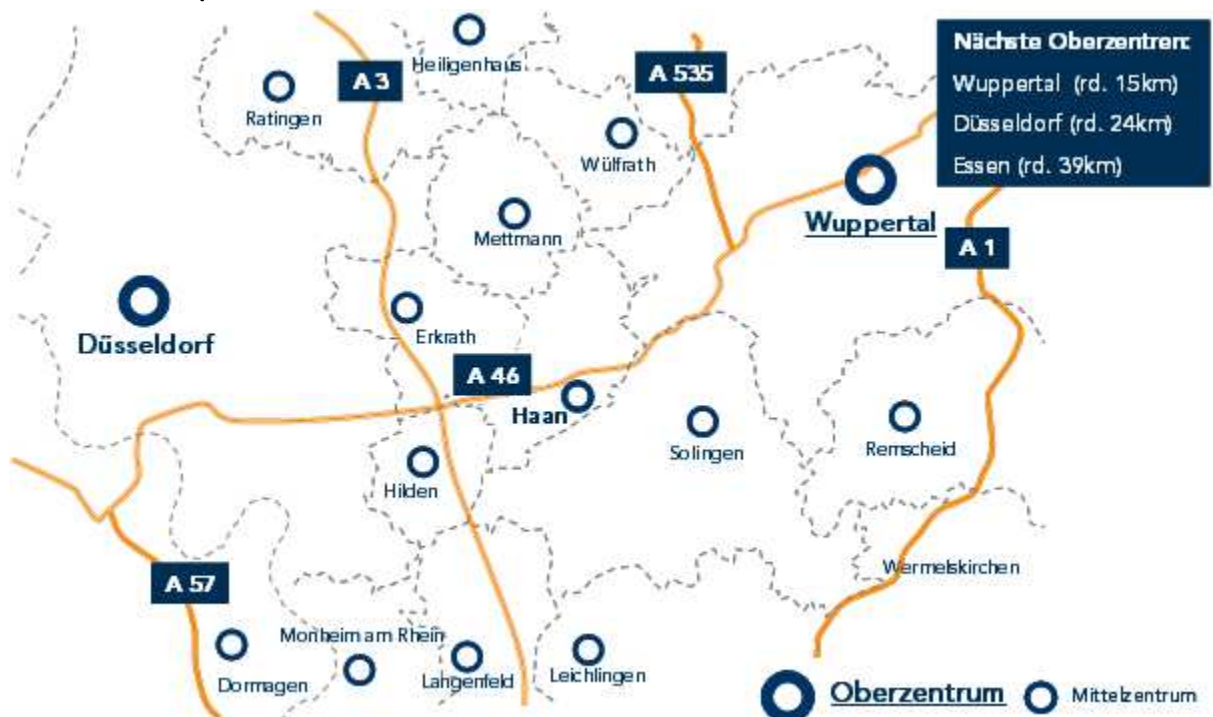 Heiligenhaus
A 3
Ratingen
A 535
Wülfrath
Nächste Oberzentren:
Wuppertal (rd. 15km)
Düsseldorf (rd. 24km)
Essen (rd. 39km)
Mettmann
Wuppertal
A 1
Düsseldorf
Erkrath
A 46
Haan
Solingen
Remscheid
Hilden
A 57
Wermelskirchen
Monheim am Rhein
Dormagen
Langenfeld
Leichlingen
Oberzentrum
Mittelzentrum